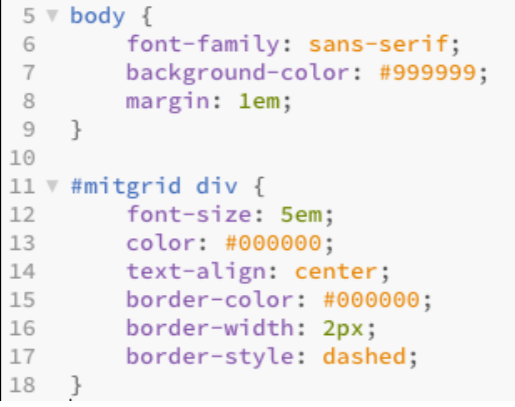 5 body {
6     font-family: sans-serif;
7     background-color: #999999;
8     margin: 1em;
9 }
10
11 #mitgrid div {
12     font-size: 5em;
13     color: #000000;
14     text-align: center;
15     border-color: #000000;
16     border-width: 2px;
17     border-style: dashed;
18 }